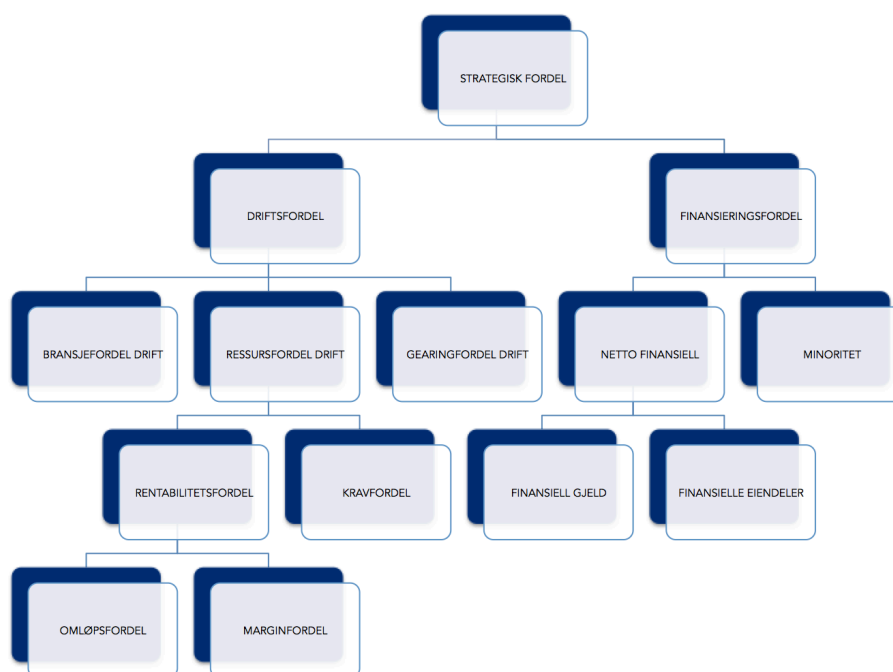 STRATEGISK FORDEL
DRIFTSFORDEL
FINANSIERINGSFORDEL
BRANSJEFORDEL DRIFT
RESSURSFORDEL DRIFT
GEARINGFORDEL DRIFT
NETTO FINANSIELL
MINORITET
RENTABILITETSFORDEL
KRAVFORDEL
FINANSIELL GJELD
FINANSIELLE EIENDELER
OMLØPSFORDEL
MARGINFORDEL